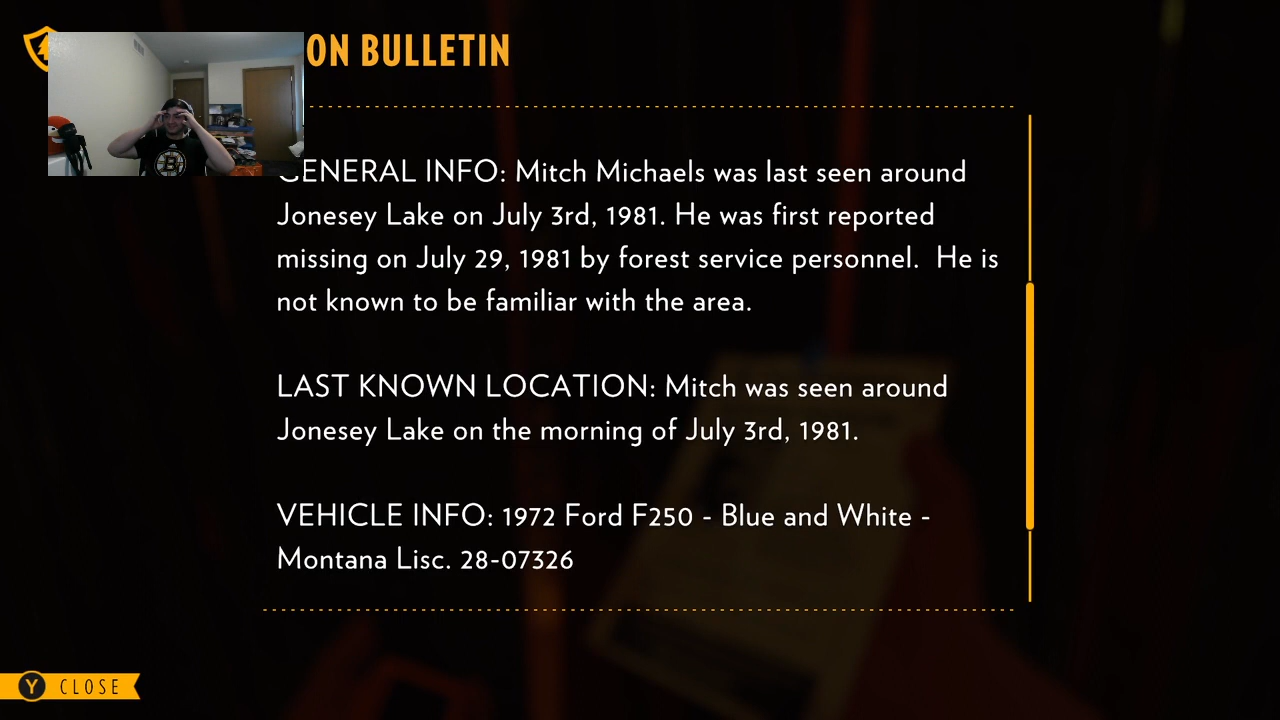 ON BULLETIN
GENERAL INFO: Mitch Michaels was last seen around
Jonesey Lake on July 3rd, 1981. He was first reported
missing on July 29, 1981 by forest service personnel.  He is
not known to be familiar with the area.
LAST KNOWN LOCATION: Mitch was seen around
Jonesey Lake on the morning of July 3rd, 1981.
VEHICLE INFO: 1972 Ford F250 - Blue and White -
Montana Lisc. 28-07326
Y CLOSE